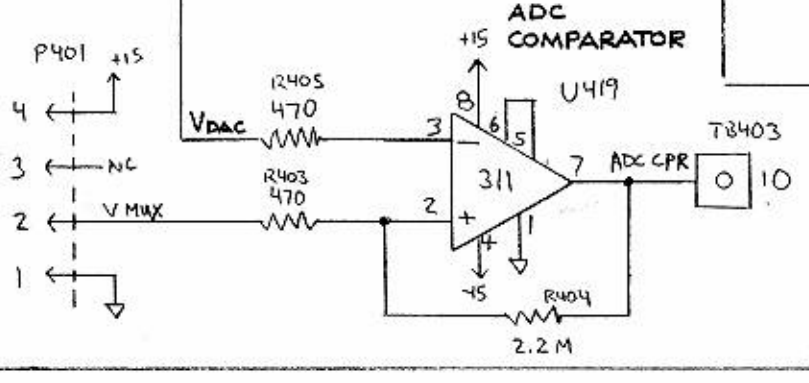 ADC
COMPARATOR
P401
+15
+15
R405
470
U419
8
6
5
4
VDAC
3
−
TB403
3
NC
R403
470
311
7
ADC CPR
10
2
V MUX
2
+
1
4
1
-15
R404
2.2 M